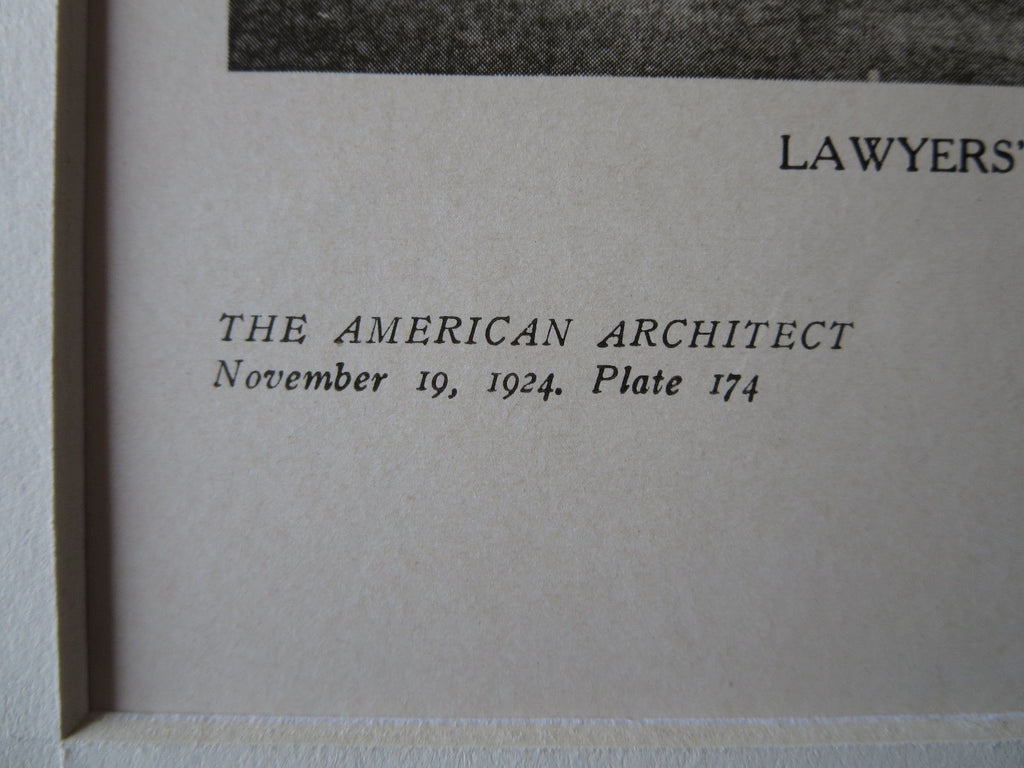 LAWYERS'
THE AMERICAN ARCHITECT
November 19, 1924. Plate 174